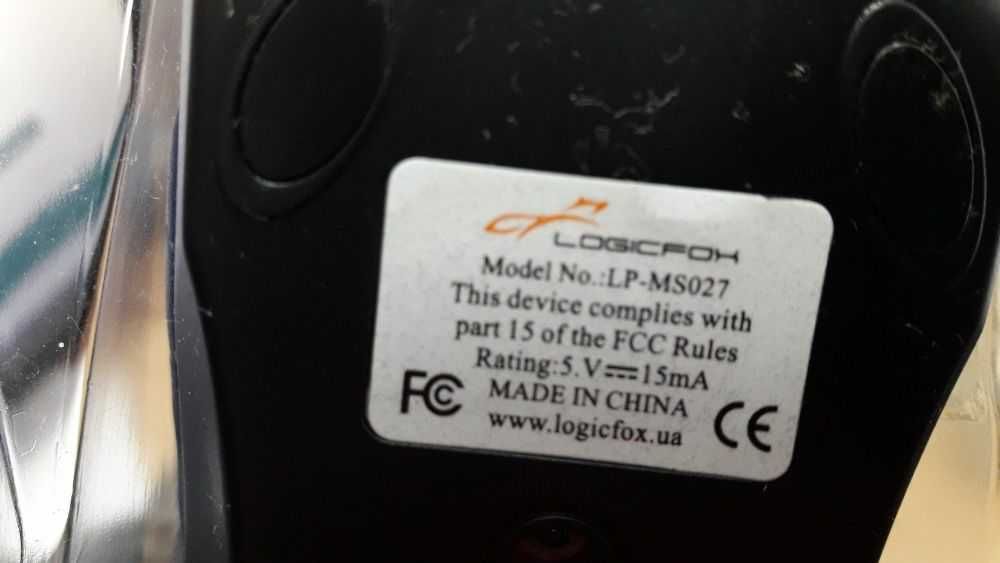 LOGICFOX
Model No.:LP-MS027
This device complies with
part 15 of the FCC Rules
Rating:5.V⎓15mA
MADE IN CHINA
www.logicfox.ua
FC
CE